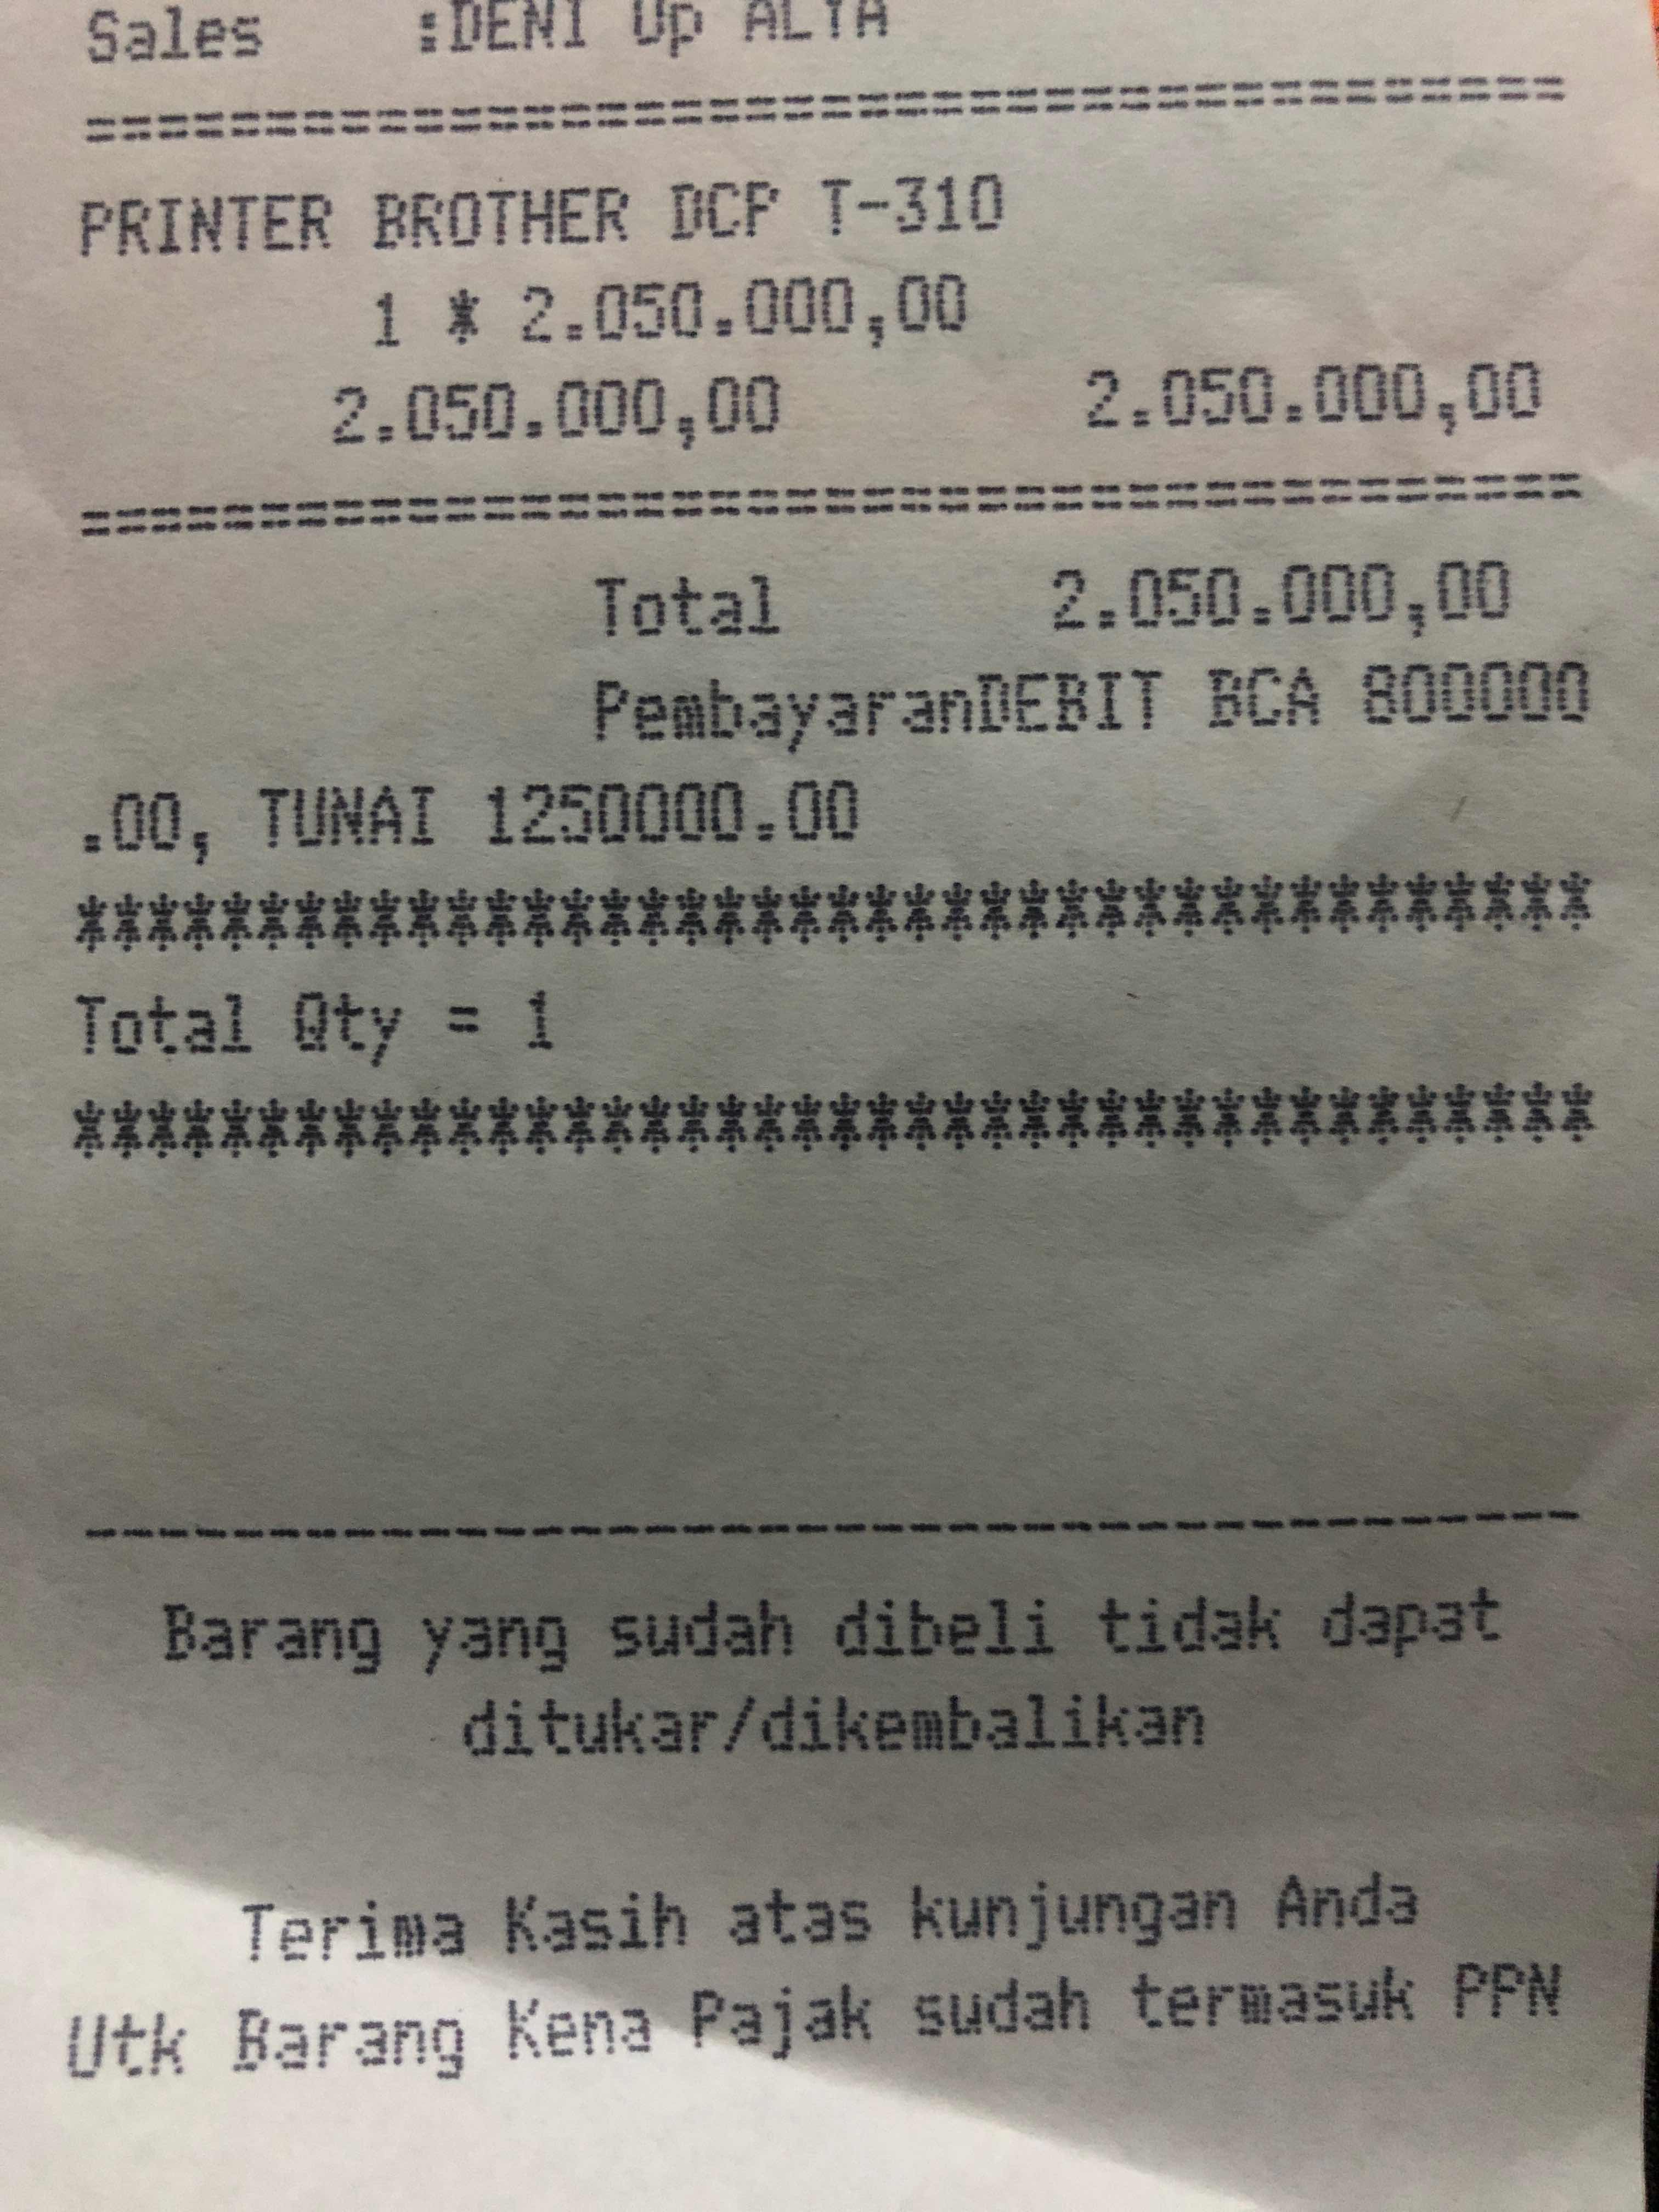 Sales :DENI Up ALYA
========================================
PRINTER BROTHER DCP T-310
1 * 2.050.000,00
2.050.000,00 2.050.000,00
========================================
Total 2.050.000,00
PembayaranDEBIT BCA 800000
.00, TUNAI 1250000.00
****************************************
Total Qty = 1
****************************************
----------------------------------------
Barang yang sudah dibeli tidak dapat
ditukar/dikembalikan
Terima Kasih atas kunjungan Anda
Utk Barang Kena Pajak sudah termasuk PPN